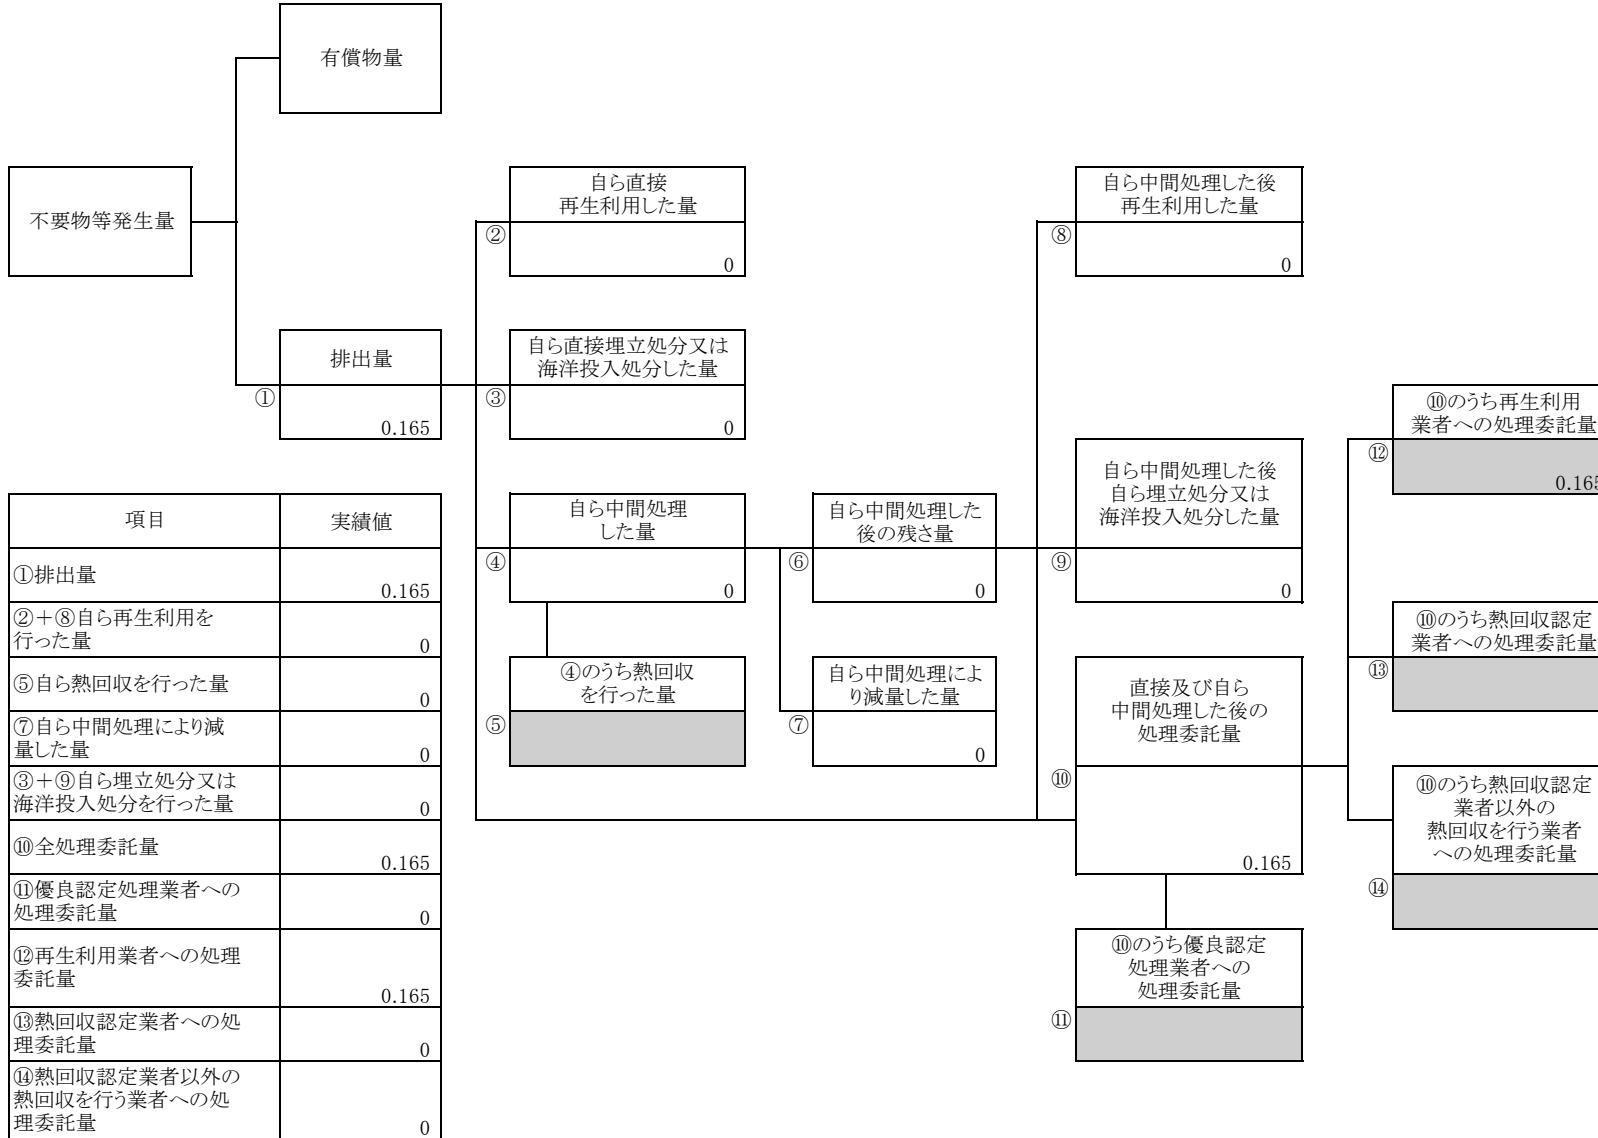 有償物量
不要物等発生量
自ら直接
再生利用した量
②
0
自ら中間処理した後
再生利用した量
⑧
0
排出量
①
0.165
自ら直接埋立処分又は
海洋投入処分した量
③
0
⑩のうち再生利用
業者への処理委託量
⑫
0.165
自ら中間処理
した量
④
0
自ら中間処理した
後の残さ量
⑥
0
自ら中間処理した後
自ら埋立処分又は
海洋投入処分した量
⑨
0
④のうち熱回収
を行った量
⑤
自ら中間処理によ
り減量した量
⑦
0
直接及び自ら
中間処理した後の
処理委託量
⑩
0.165
⑩のうち熱回収認定
業者への処理委託量
⑬
⑩のうち熱回収認定
業者以外の
熱回収を行う業者
への処理委託量
⑭
⑩のうち優良認定
処理業者への
処理委託量
⑪
項目 実績値
①排出量
0.165
②+⑧自ら再生利用を
行った量
0
⑤自ら熱回収を行った量
0
⑦自ら中間処理により減
量した量
0
③+⑨自ら埋立処分又は
海洋投入処分を行った量
0
⑩全処理委託量
0.165
⑪優良認定処理業者への
処理委託量
0
⑫再生利用業者への処理
委託量
0.165
⑬熱回収認定業者への処
理委託量
0
⑭熱回収認定業者以外の
熱回収を行う業者への処
理委託量
0